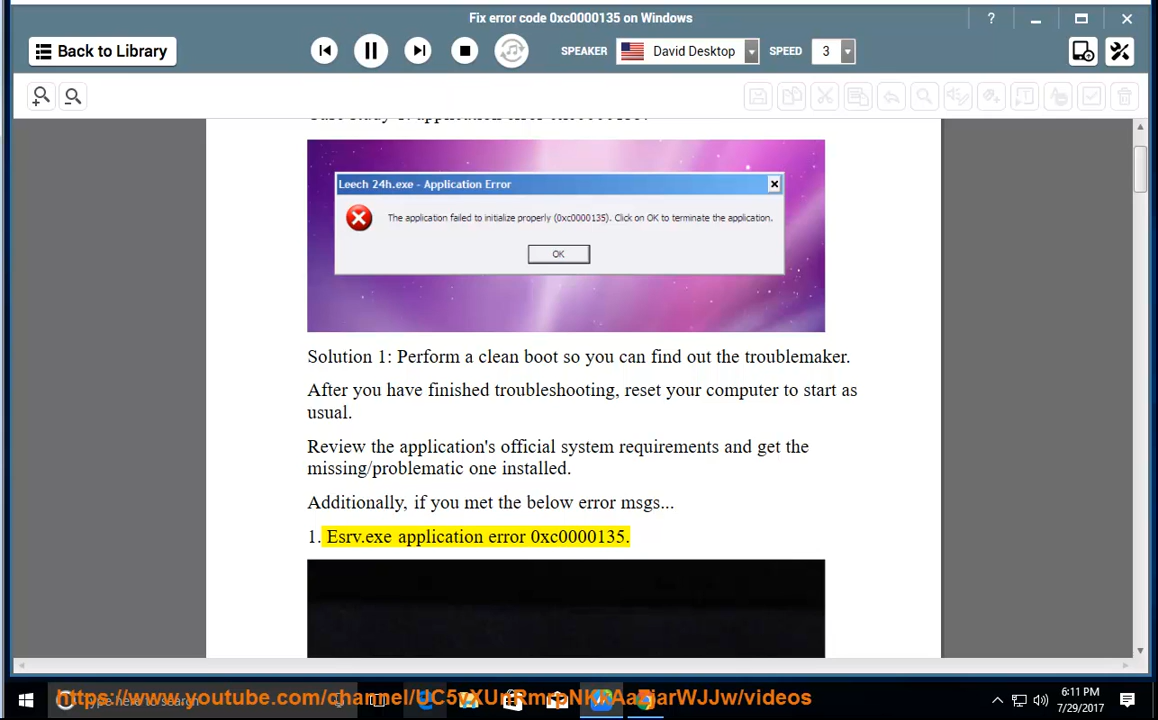 Fix error code 0xc0000135 on Windows
Back to Library
SPEAKER
David Desktop
SPEED
3
Leech 24h.exe - Application Error
The application failed to initialize properly (0xc0000135). Click on OK to terminate the application.
OK
Solution 1: Perform a clean boot so you can find out the troublemaker.
After you have finished troubleshooting, reset your computer to start as
usual.
Review the application's official system requirements and get the
missing/problematic one installed.
Additionally, if you met the below error msgs...
1. Esrv.exe application error 0xc0000135.
Type here to search
6:11 PM
7/29/2017